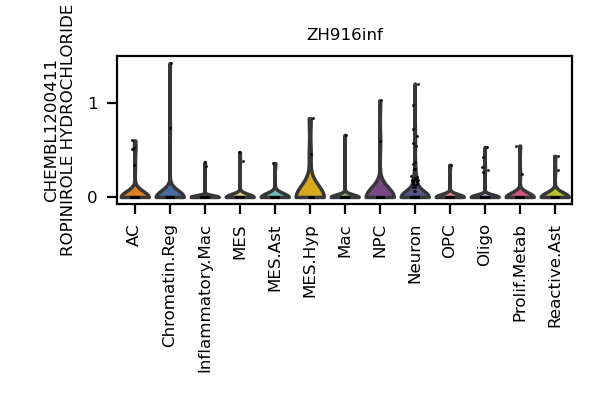 ZH916inf
CHEMBL1200411
ROPINIROLE HYDROCHLORIDE
1
0
AC
Chromatin.Reg
Inflammatory.Mac
MES
MES.Ast
MES.Hyp
Mac
NPC
Neuron
OPC
Oligo
Prolif.Metab
Reactive.Ast